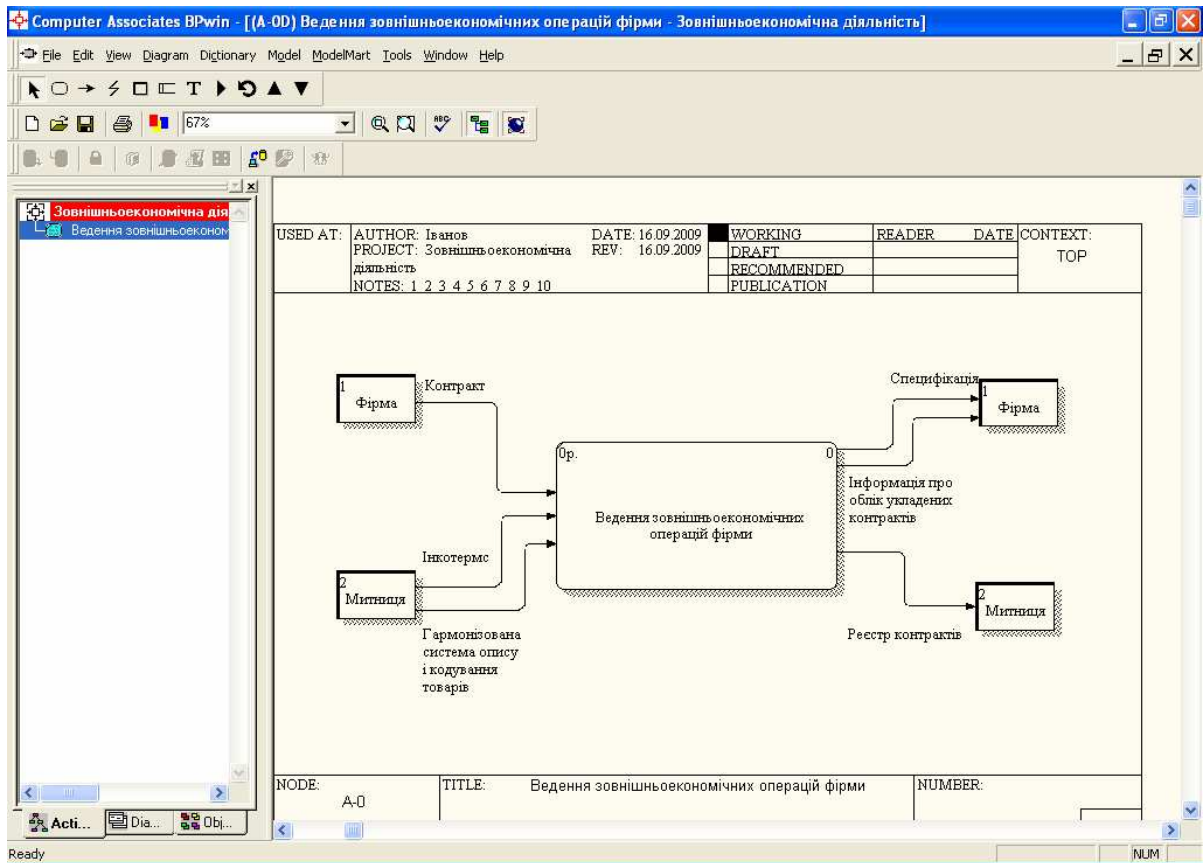 Computer Associates BPwin - [(A-0D) Ведення зовнішньоекономічних операцій фірми - Зовнішньоекономічна діяльність]
File Edit View Diagram Dictionary Model ModelMart Tools Window Help
67%
Зовнішньоекономічна дія
Ведення зовнішньоеконом
USED AT: AUTHOR: Іванов DATE: 16.09.2009 WORKING READER DATE CONTEXT:
PROJECT: Зовнішньоекономічна REV: 16.09.2009 DRAFT TOP
діяльність RECOMMENDED
NOTES: 1 2 3 4 5 6 7 8 9 10 PUBLICATION
1
Фірма
Контракт
Специфікація
1
Фірма
0р. 0
Ведення зовнішньоекономічних
операцій фірми
Інформація про
облік укладених
контрактів
Інкотермс
2
Митниця
Гармонізована
система опису
і кодування
товарів
2
Митниця
Реєстр контрактів
NODE: TITLE: Ведення зовнішньоекономічних операцій фірми NUMBER:
A-0
Acti... Dia... Obj...
Ready NUM